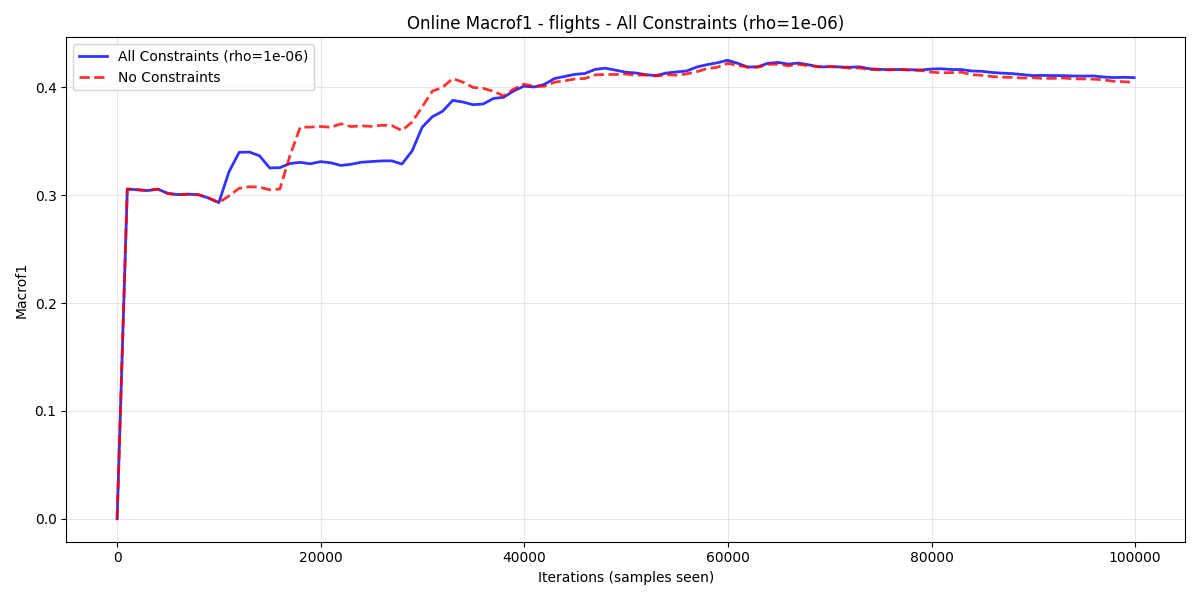 Online Macrof1 - flights - All Constraints (rho=1e-06)
All Constraints (rho=1e-06)
No Constraints
Macrof1
0.4
0.3
0.2
0.1
0.0
0
20000
40000
60000
80000
100000
Iterations (samples seen)